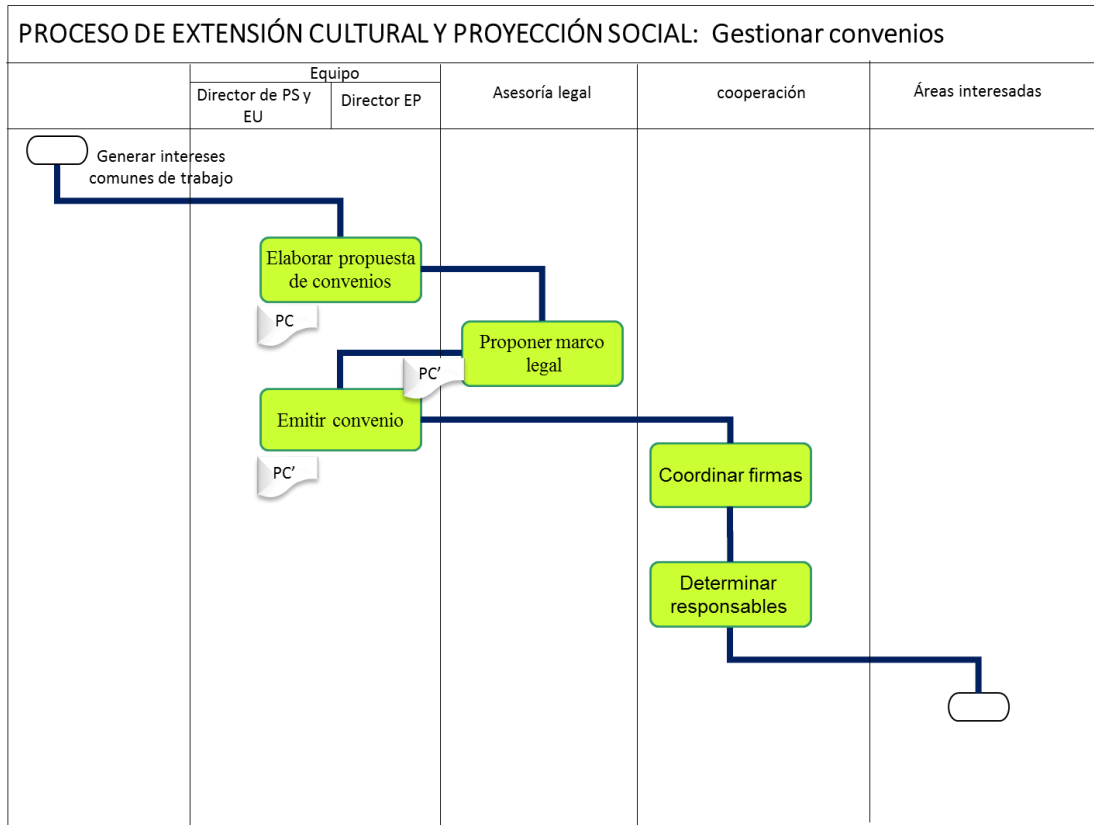 PROCESO DE EXTENSIÓN CULTURAL Y PROYECCIÓN SOCIAL: Gestionar convenios
Equipo
Director de PS y
EU
Director EP
Asesoría legal
cooperación
Áreas interesadas
Generar intereses
comunes de trabajo
Elaborar propuesta
de convenios
PC
Proponer marco
legal
PC’
Emitir convenio
PC’
Coordinar firmas
Determinar
responsables